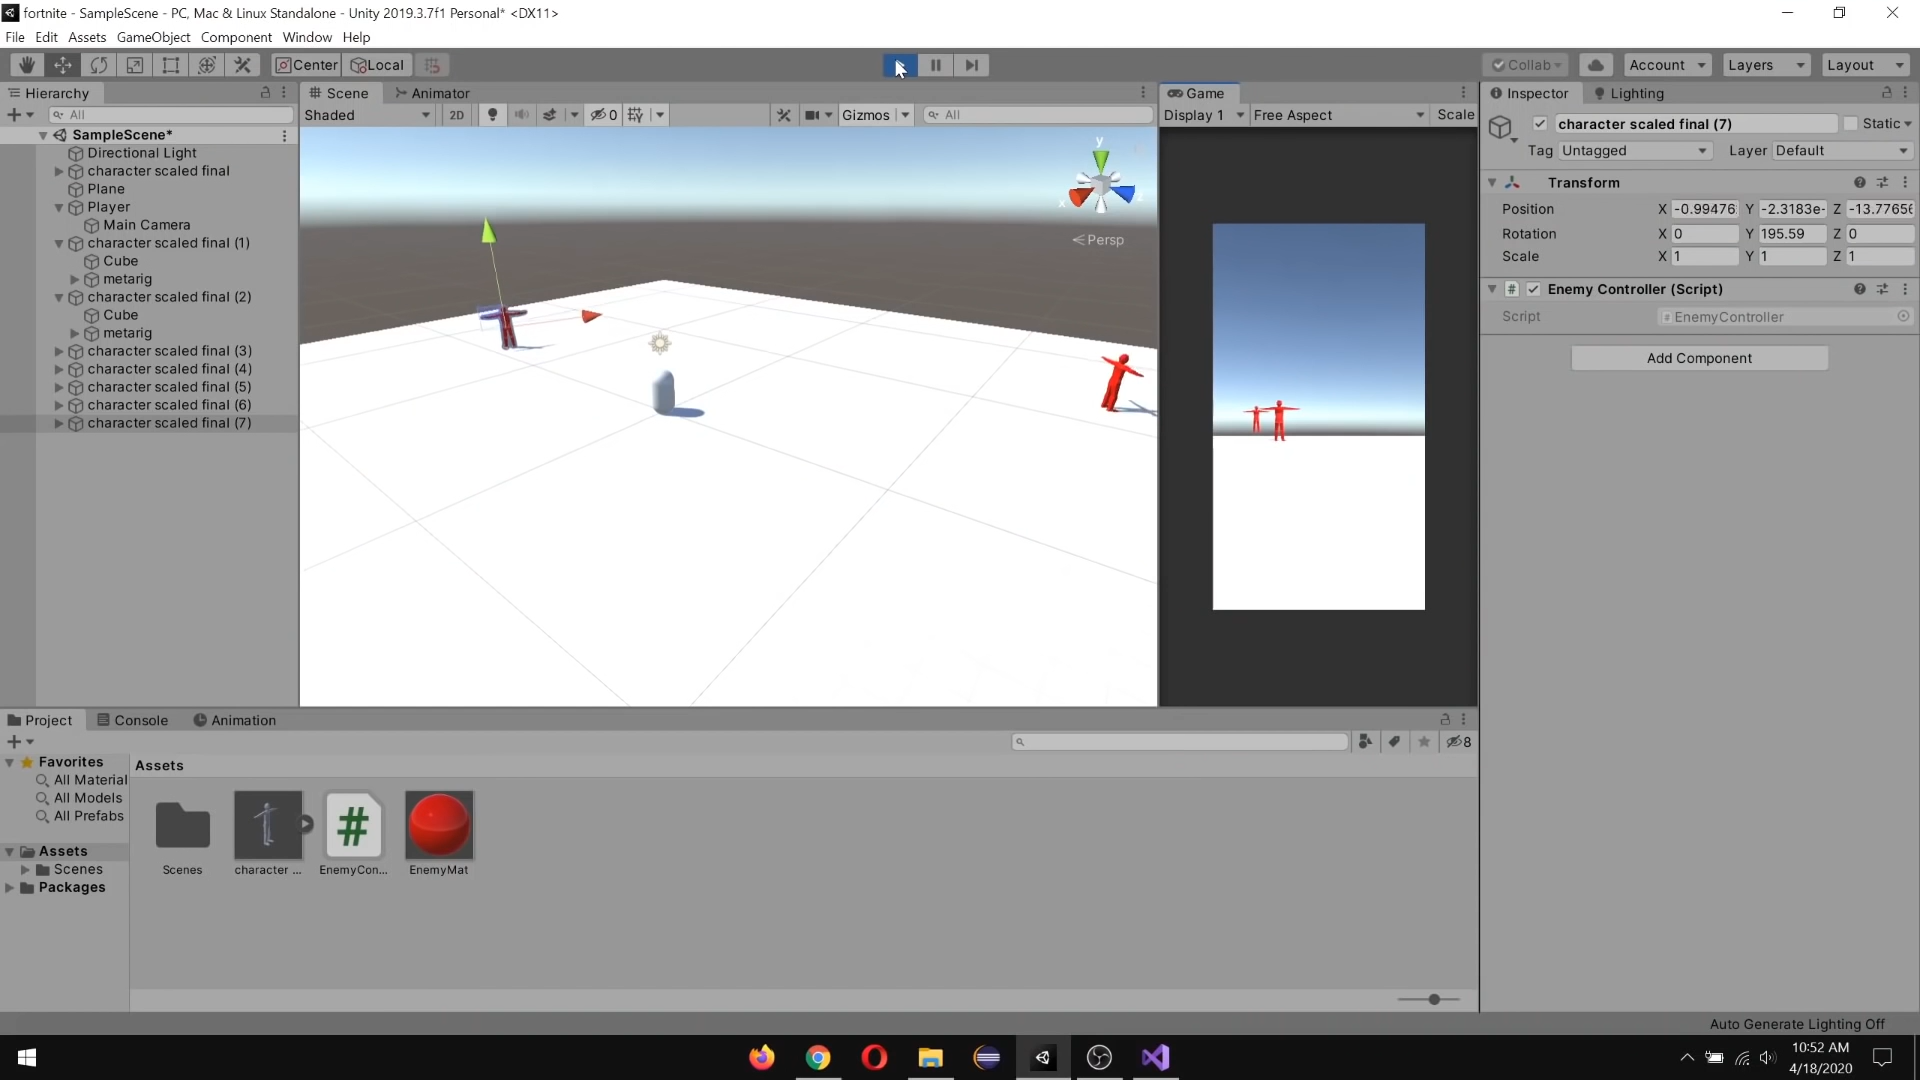 fortnite - SampleScene - PC, Mac & Linux Standalone - Unity 2019.3.7f1 Personal* <DX11>
File Edit Assets GameObject Component Window Help
Center Local Collab Account Layers Layout
Hierarchy
All
SampleScene*
Directional Light
character scaled final
Plane
Player
Main Camera
character scaled final (1)
Cube
metarig
character scaled final (2)
Cube
metarig
character scaled final (3)
character scaled final (4)
character scaled final (5)
character scaled final (6)
character scaled final (7)
Scene Animator
Shaded 2D 0 Gizmos All
y
x
z
Persp
Game
Display 1 Free Aspect Scale
Inspector Lighting
character scaled final (7) Static
Tag Untagged Layer Default
Transform
Position X -0.99476 Y -2.3183e- Z -13.7765
Rotation X 0 Y 195.59 Z 0
Scale X 1 Y 1 Z 1
# Enemy Controller (Script)
Script # EnemyController
Add Component
Project Console Animation
8
Favorites
All Material
All Models
All Prefabs
Assets
Scenes
Packages
Assets
#
Scenes character ... EnemyCon... EnemyMat
Auto Generate Lighting Off
10:52 AM
4/18/2020